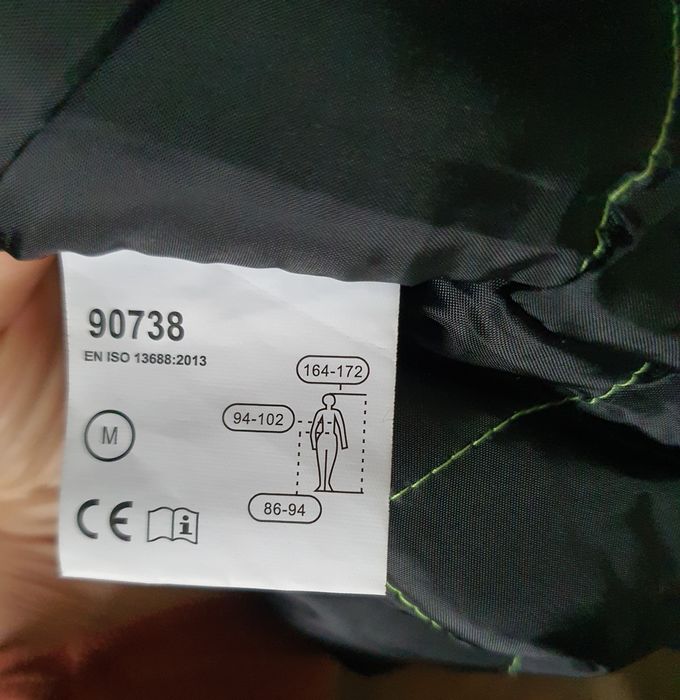 90738
EN ISO 13688:2013
164-172
94-102
M
86-94
CE
i